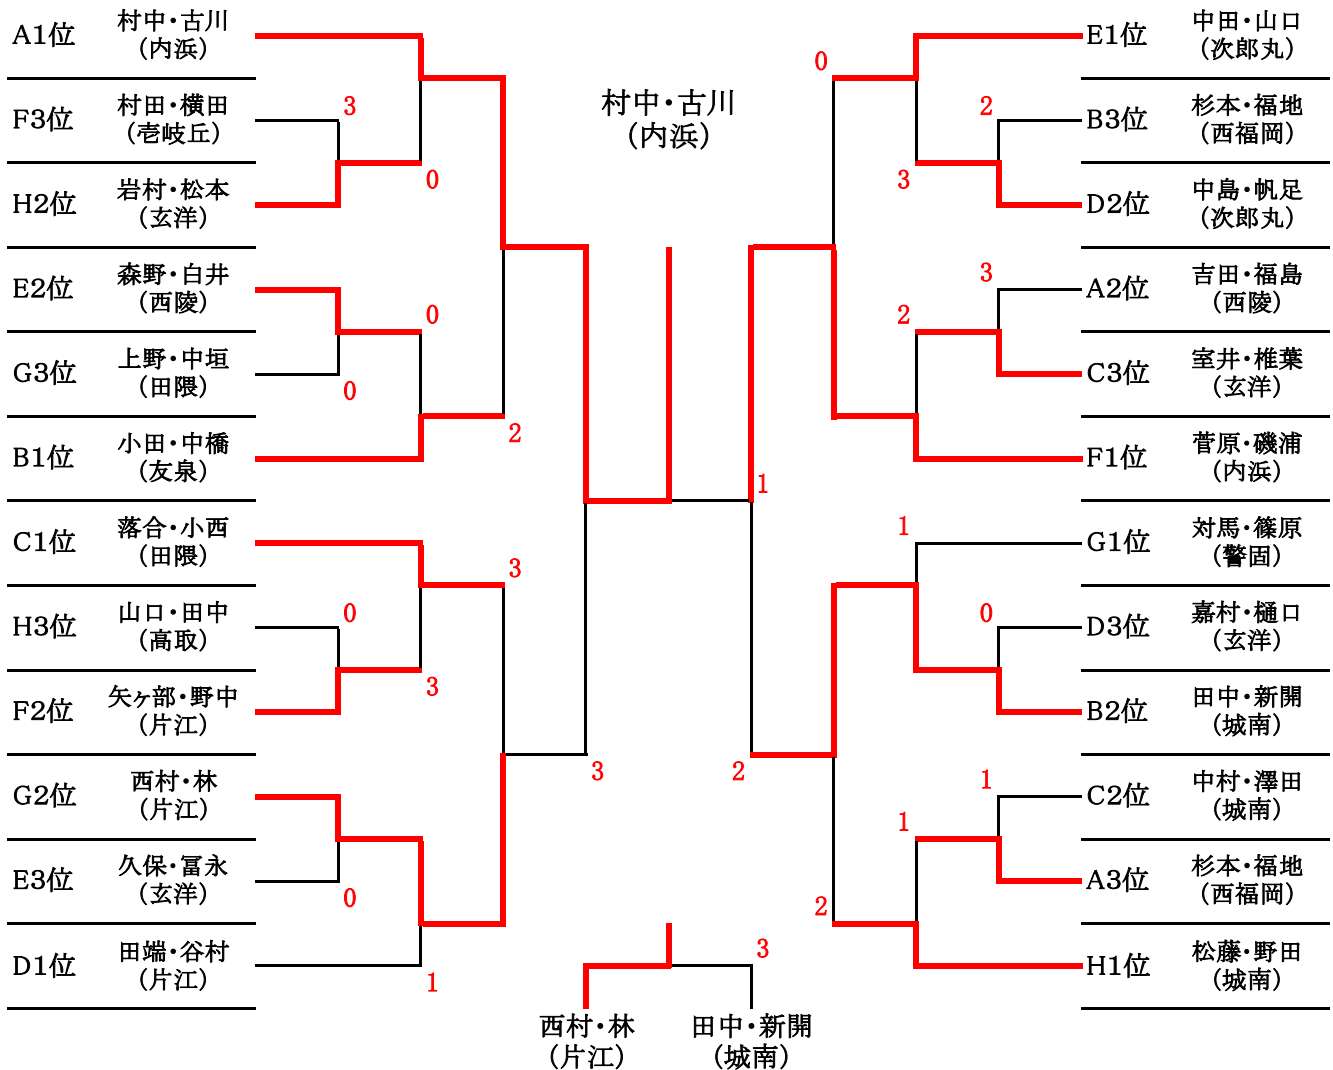 A1位 村中・古川
(内浜)
3
F3位 村田・横田
(壱岐丘)
0
H2位 岩村・松本
(玄洋)
E2位 森野・白井
(西陵)
0
G3位 上野・中垣
(田隈)
0
B1位 小田・中橋
(友泉)
2
C1位 落合・小西
(田隈)
3
H3位 山口・田中
(高取)
0
F2位 矢ヶ部・野中
(片江)
3
G2位 西村・林
(片江)
3
E3位 久保・冨永
(玄洋)
0
D1位 田端・谷村
(片江)
1
村中・古川
(内浜)
E1位 中田・山口
(次郎丸)
0
B3位 杉本・福地
(西福岡)
2
D2位 中島・帆足
(次郎丸)
3
A2位 吉田・福島
(西陵)
3
2
C3位 室井・椎葉
(玄洋)
F1位 菅原・磯浦
(内浜)
1
G1位 対馬・篠原
(警固)
1
D3位 嘉村・樋口
(玄洋)
0
B2位 田中・新開
(城南)
2
C2位 中村・澤田
(城南)
1
1
A3位 杉本・福地
(西福岡)
2
H1位 松藤・野田
(城南)
3
西村・林
(片江)
田中・新開
(城南)